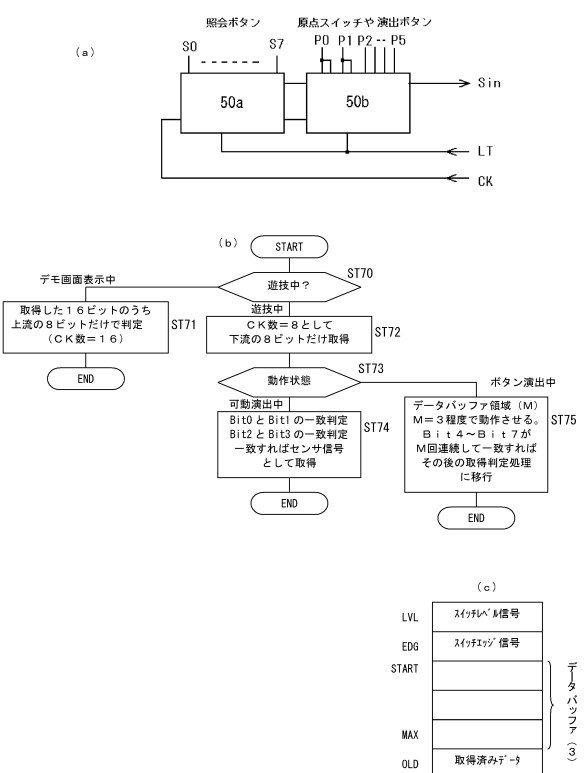 照会ボタン 原点スイッチや 演出ボタン
（a） S0 S7 P0 P1 P2 -- P5
50a 50b Sin
LT
CK
（b） START
デモ画面表示中
遊技中？ ST70
取得した１６ビットのうち
上流の８ビットだけで判定
（ＣＫ数＝１６）
ST71
END
遊技中
ＣＫ数＝８として
下流の８ビットだけ取得
ST72
動作状態 ST73
可動演出中
Bit0とBit1の一致判定
Bit2とBit3の一致判定
一致すればセンサ信号
として取得
ST74
END
ボタン演出中
データバッファ領域（M）
M＝３程度で動作させる。
Ｂｉｔ４～Ｂｉｔ７が
M回連続して一致すれば
その後の取得判定処理
に移行
ST75
END
（c）
LVL ｽｲｯﾁﾚﾍﾞﾙ信号
EDG ｽｲｯﾁｴｯｼﾞ信号
START
MAX
データバッファ（３）
OLD 取得済みﾃﾞｰﾀ